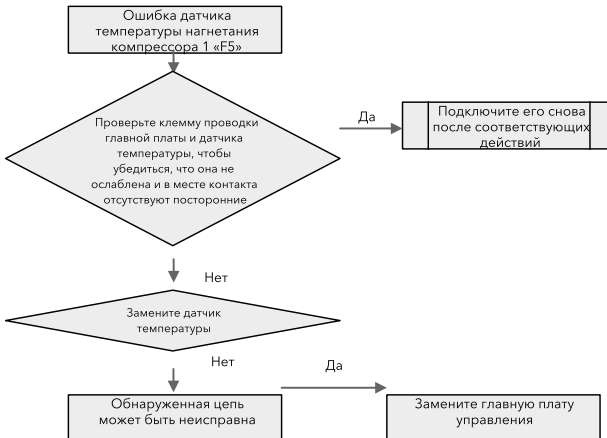 Ошибка датчика
температуры нагнетания
компрессора 1 «F5»
Проверьте клемму проводки
главной платы и датчика
температуры, чтобы
убедиться, что она не
ослаблена и в месте контакта
отсутствуют посторонние
Да
Подключите его снова
после соответствующих
действий
Нет
Замените датчик
температуры
Нет
Да
Обнаруженная цепь
может быть неисправна
Замените главную плату
управления